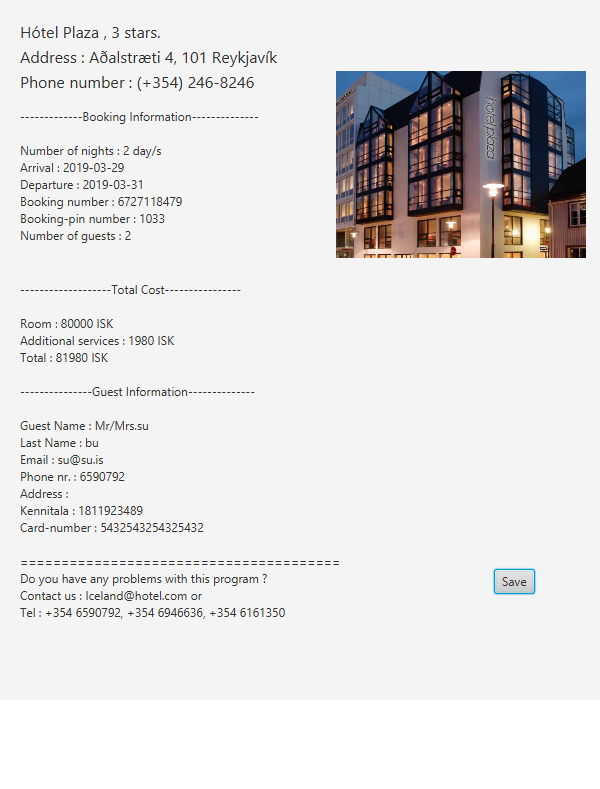 Hótel Plaza , 3 stars.
Address : Aðalstræti 4, 101 Reykjavík
Phone number : (+354) 246-8246
-------------Booking Information--------------
Number of nights : 2 day/s
Arrival : 2019-03-29
Departure : 2019-03-31
Booking number : 6727118479
Booking-pin number : 1033
Number of guests : 2
hótel plaza
-------------------Total Cost----------------
Room : 80000 ISK
Additional services : 1980 ISK
Total : 81980 ISK
---------------Guest Information--------------
Guest Name : Mr/Mrs.su
Last Name : bu
Email : su@su.is
Phone nr. : 6590792
Address :
Kennitala : 1811923489
Card-number : 5432543254325432
=======================================
Do you have any problems with this program ?
Contact us : Iceland@hotel.com or
Tel : +354 6590792, +354 6946636, +354 6161350
Save